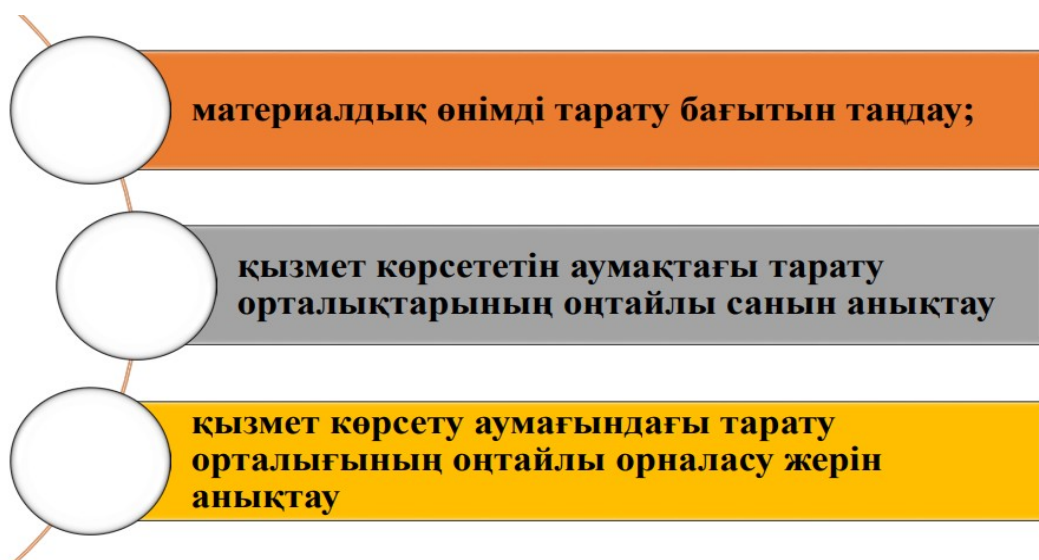 материалдық өнімді тарату бағытын таңдау;
қызмет көрсететін аумақтағы тарату
орталықтарының оңтайлы санын анықтау
қызмет көрсету аумағындағы тарату
орталығының оңтайлы орналасу жерін
анықтау